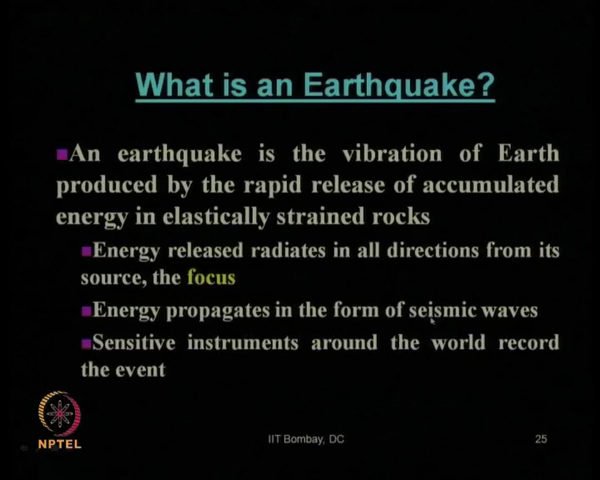 What is an Earthquake?
An earthquake is the vibration of Earth
produced by the rapid release of accumulated
energy in elastically strained rocks
Energy released radiates in all directions from its
source, the focus
Energy propagates in the form of seismic waves
Sensitive instruments around the world record
the event
NPTEL
IIT Bombay, DC
25